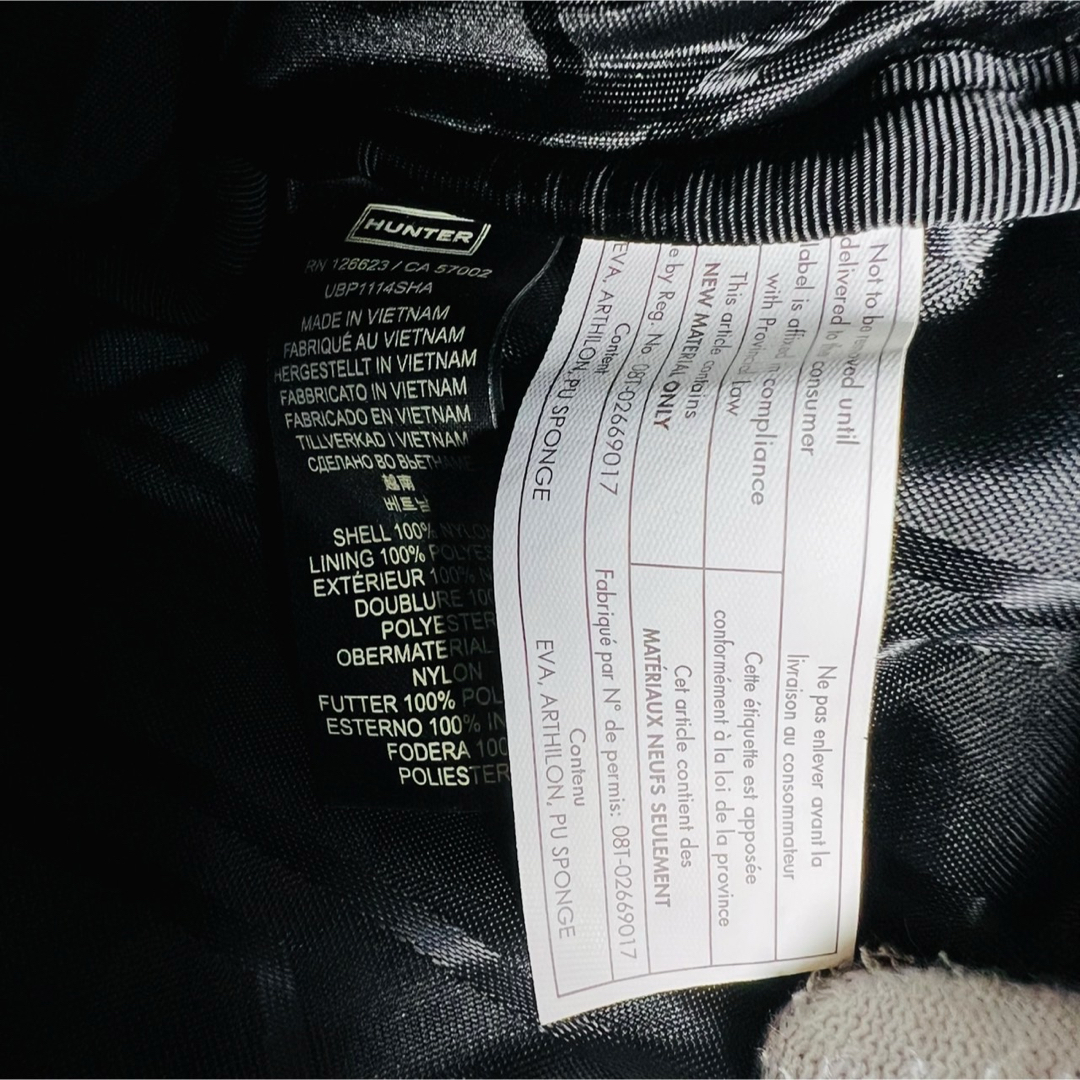 HUNTER
RN 126623 / CA 57002
UBP1114SHA
MADE IN VIETNAM
FABRIQUÉ AU VIETNAM
HERGESTELLT IN VIETNAM
FABBRICATO IN VIETNAM
FABRICADO EN VIETNAM
TILLVERKAD I VIETNAM
СДЕЛАНО ВО ВЬЕТНАМЕ
越南
베트남
SHELL 100% NYLON
LINING 100% POLYES
EXTÉRIEUR 100% N
DOUBLURE 100
POLYESTER
OBERMATERIAL
NYLON
FUTTER 100% POL
ESTERNO 100% IN
FODERA 100
POLIESTER
Not to be removed until
delivered to the consumer
label is affixed in compliance
with Provincial law
This article contains
NEW MATERIAL ONLY
e by Reg. No 08T-02669017
Content
EVA, ARTHILON,PU SPONGE
Ne pas enlever avant la
livraison au consommateur
Cette étiquette est apposée
conformément à la loi de la province
Cet article contient des
MATÉRIAUX NEUFS SEULEMENT
Fabriqué par N° de permis: 08T-02669017
Contenu
EVA, ARTHILON, PU SPONGE